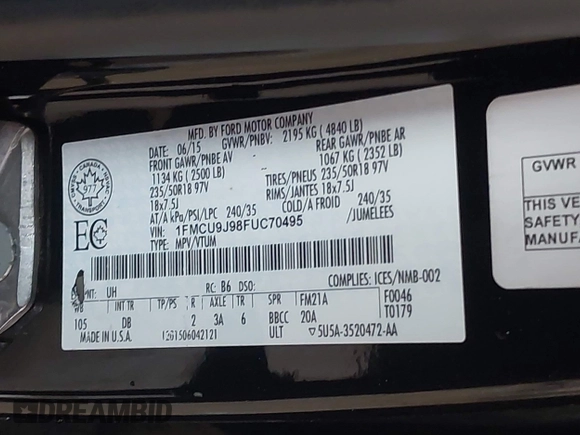 MFD. BY FORD MOTOR COMPANY
DATE: 06/15 GVWR/PNBV: 2195 KG ( 4840 LB)
FRONT GAWR/PNBE AV REAR GAWR/PNBE AR
1134 KG ( 2500 LB) 1067 KG ( 2352 LB)
235/50R18 97V TIRES/PNEUS 235/50R18 97V
18x7.5J RIMS/JANTES 18x7.5J
AT/A kPa/PSI/LPC 240/35 COLD/A FROID 240/35
VIN: 1FMCU9J98FUC70495 /JUMELEES
TYPE: MPV/VTUM
CANADA
977
TRANSPORT
EC
PNT: UH RC: B6 DSO: COMPLIES: ICES/NMB-002
WB INT TR TP/PS R AXLE TR SPR FM21A F0046
105 DB 2 3A 6 BBCC 20A T0179
MADE IN U.S.A. ULT ▽5U5A-3520472-AA
GVWR
THIS VE
SAFETY
MANUFA
DREAMBID